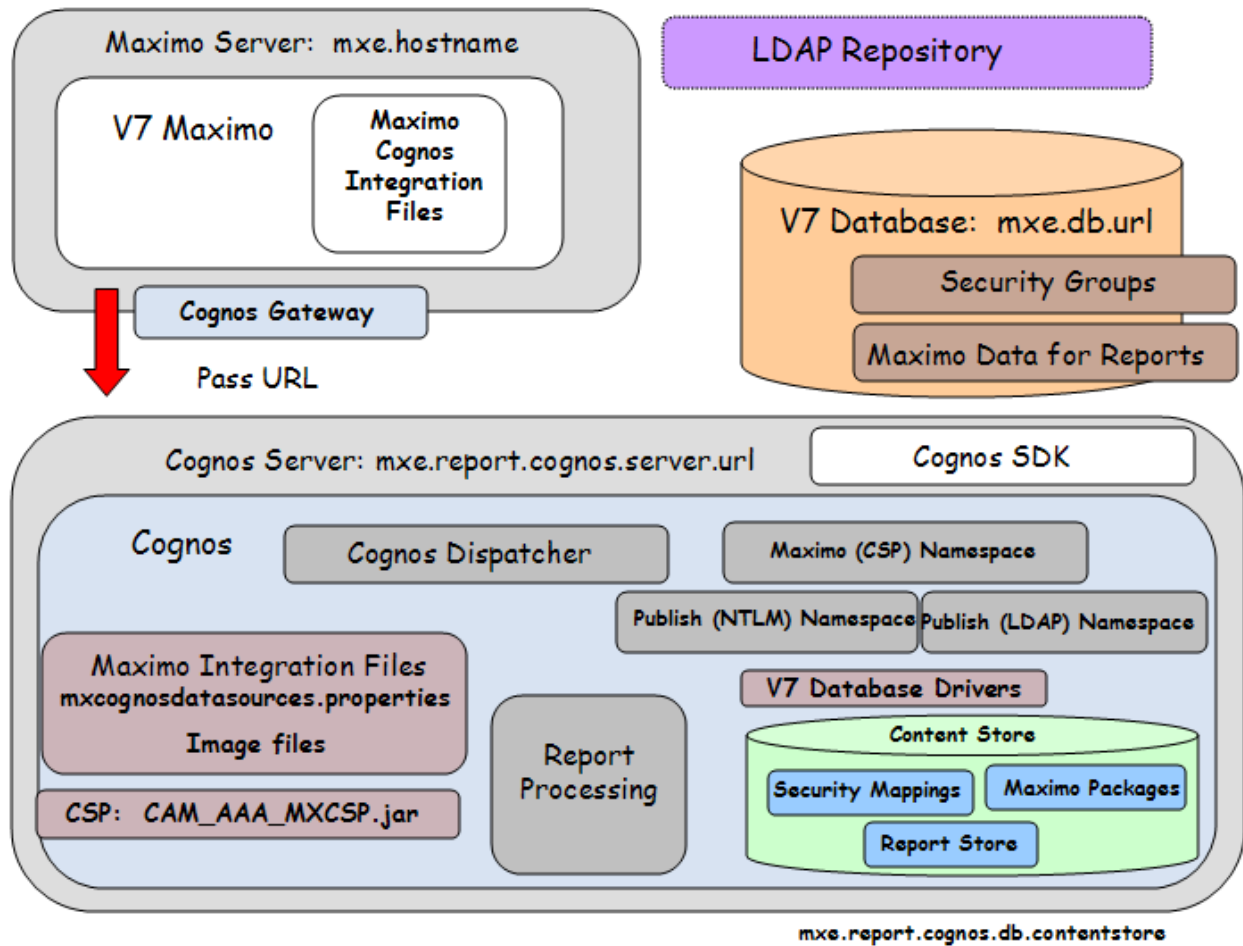 Maximo Server: mxe.hostname
LDAP Repository
V7 Maximo
Maximo
Cognos
Integration
Files
V7 Database: mxe.db.url
Security Groups
Maximo Data for Reports
Cognos Gateway
Pass URL
Cognos Server: mxe.report.cognos.server.url
Cognos SDK
Cognos
Cognos Dispatcher
Maximo (CSP) Namespace
Publish (NTLM) Namespace
Publish (LDAP) Namespace
Maximo Integration Files
mxcognosdatasources.properties
Image files
V7 Database Drivers
Report
Processing
Content Store
Security Mappings
Maximo Packages
Report Store
CSP: CAM_AAA_MXCSP.jar
mxe.report.cognos.db.contentstore